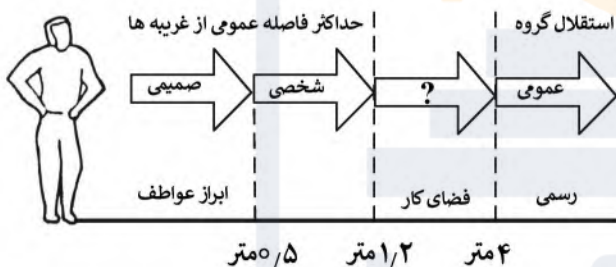 استقلال گروه حداکثر فاصله عمومی از غریبه ها
صمیمی شخصی ? عمومی
ابراز عواطف فضای کار رسمی
۰٫۵متر ۱٫۲متر ۴متر